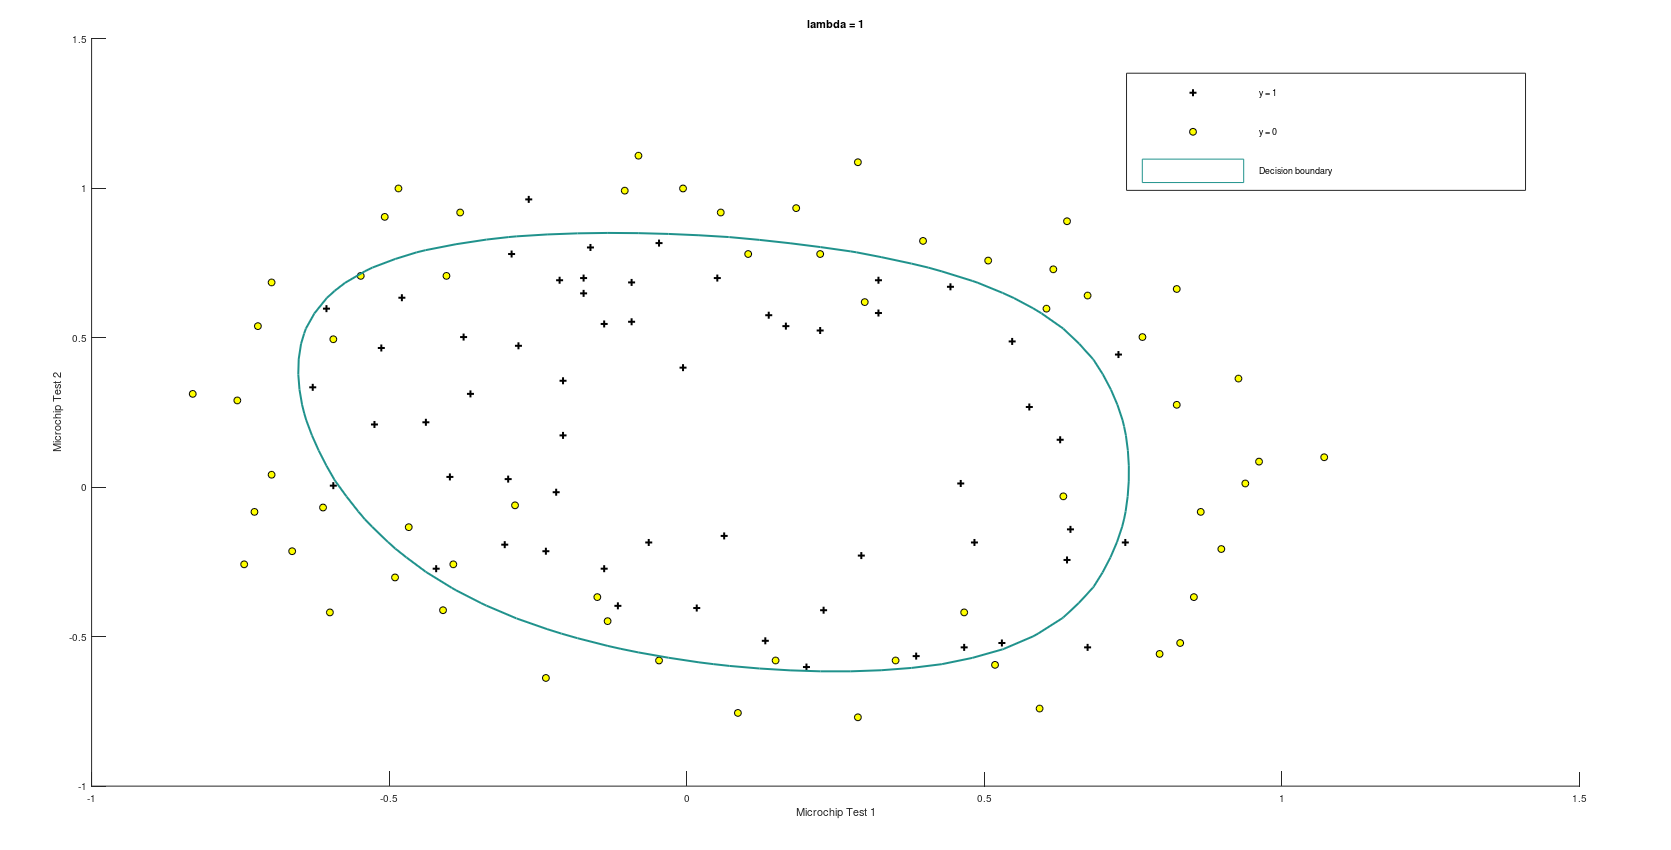 lambda = 1
1.5
y = 1
y = 0
Decision boundary
1
0.5
Microchip Test 2
0
-0.5
-1
-1
-0.5
0
0.5
1
1.5
Microchip Test 1